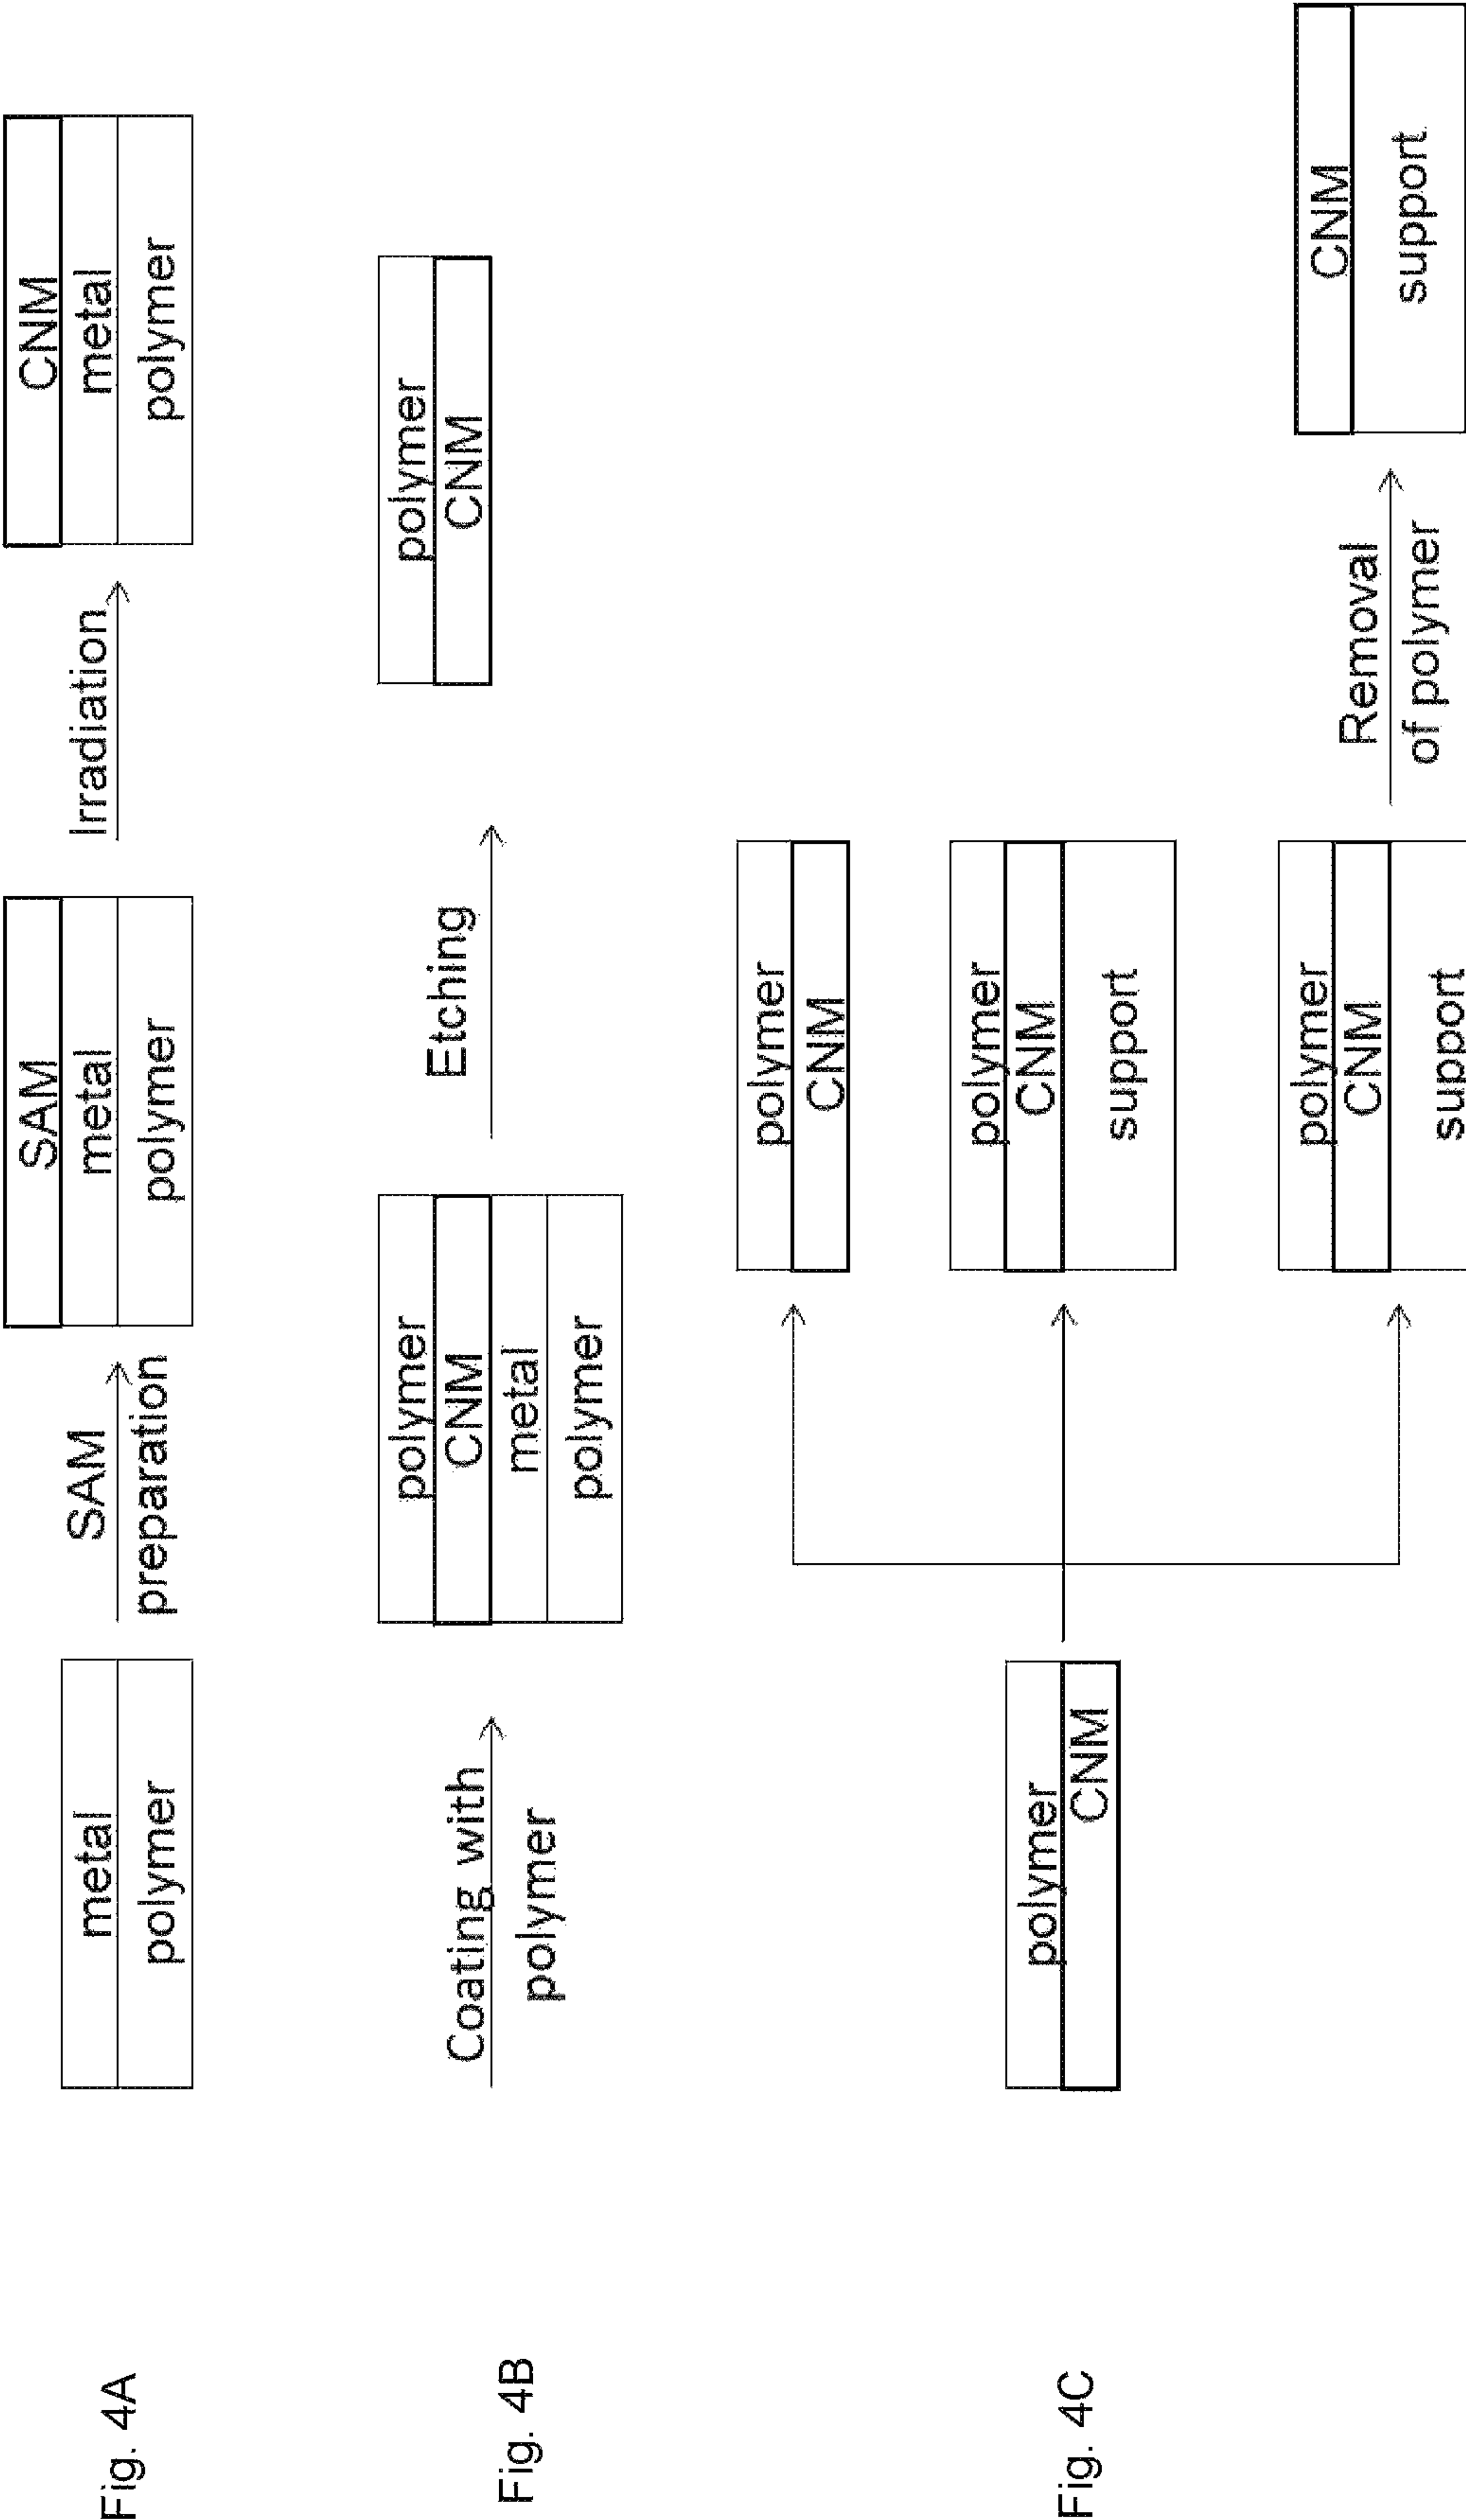 Fig. 4A
metal
polymer
SAM
preparation
SAM
metal
polymer
Irradiation
CNM
metal
polymer
Fig. 4B
Coating with
polymer
polymer
CNM
metal
polymer
Etching
polymer
CNM
Fig. 4C
polymer
CNM
polymer
CNM
polymer
CNM
support
polymer
CNM
support
Removal
of polymer
CNM
support